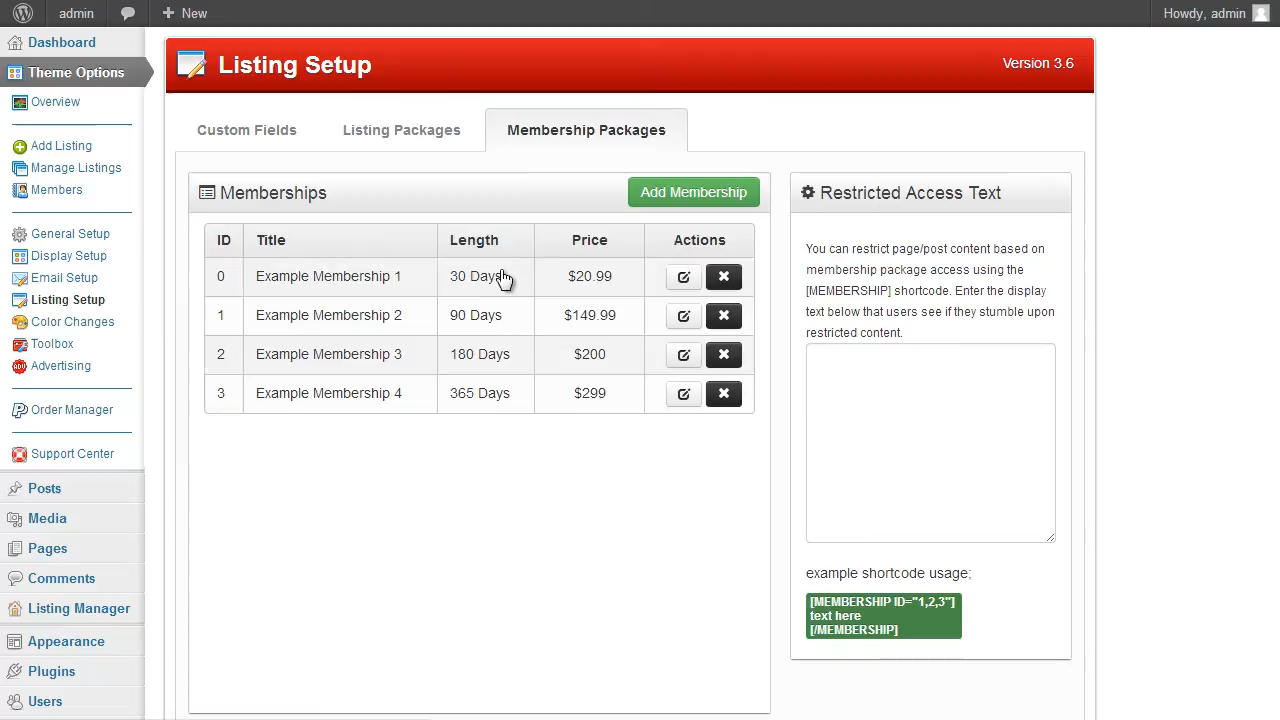 admin
New
Howdy, admin
Dashboard
Theme Options
Overview
Add Listing
Manage Listings
Members
General Setup
Display Setup
Email Setup
Listing Setup
Color Changes
Toolbox
Advertising
Order Manager
Support Center
Posts
Media
Pages
Comments
Listing Manager
Appearance
Plugins
Users
Listing Setup
Version 3.6
Custom Fields
Listing Packages
Membership Packages
Memberships
Add Membership
ID Title Length Price Actions
0 Example Membership 1 30 Days $20.99
1 Example Membership 2 90 Days $149.99
2 Example Membership 3 180 Days $200
3 Example Membership 4 365 Days $299
Restricted Access Text
You can restrict page/post content based on
membership package access using the
[MEMBERSHIP] shortcode. Enter the display
text below that users see if they stumble upon
restricted content.
example shortcode usage;
[MEMBERSHIP ID="1,2,3"]
text here
[/MEMBERSHIP]